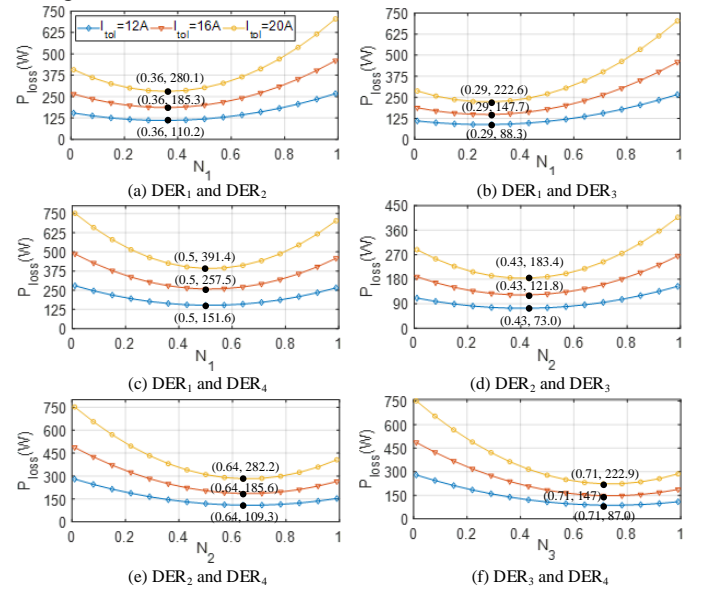 I_tol=12A I_tol=16A I_tol=20A
P_loss(W)
750
625
500
375
250
125
0
(0.36, 280.1)
(0.36, 185.3)
(0.36, 110.2)
0 0.2 0.4 0.6 0.8 1
N_1
(a) DER_1 and DER_2
P_loss(W)
750
625
500
375
250
125
0
(0.29, 222.6)
(0.29, 147.7)
(0.29, 88.3)
0 0.2 0.4 0.6 0.8 1
N_1
(b) DER_1 and DER_3
P_loss(W)
750
625
500
375
250
125
0
(0.5, 391.4)
(0.5, 257.5)
(0.5, 151.6)
0 0.2 0.4 0.6 0.8 1
N_1
(c) DER_1 and DER_4
P_loss(W)
450
360
270
180
90
0
(0.43, 183.4)
(0.43, 121.8)
(0.43, 73.0)
0 0.2 0.4 0.6 0.8 1
N_2
(d) DER_2 and DER_3
P_loss(W)
750
600
450
300
150
0
(0.64, 282.2)
(0.64, 185.6)
(0.64, 109.3)
0 0.2 0.4 0.6 0.8 1
N_2
(e) DER_2 and DER_4
P_loss(W)
750
600
450
300
150
0
(0.71, 222.9)
(0.71, 147)
(0.71, 87.0)
0 0.2 0.4 0.6 0.8 1
N_3
(f) DER_3 and DER_4